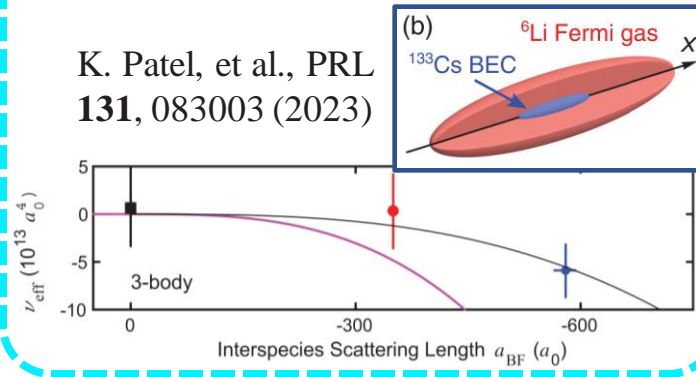 K. Patel, et al., PRL
131, 083003 (2023)
(b)
⁶Li Fermi gas
¹³³Cs BEC
x
5
0
-5
-10
ν_eff (10¹³ a₀⁴)
3-body
0
-300
-600
Interspecies Scattering Length a_BF (a₀)